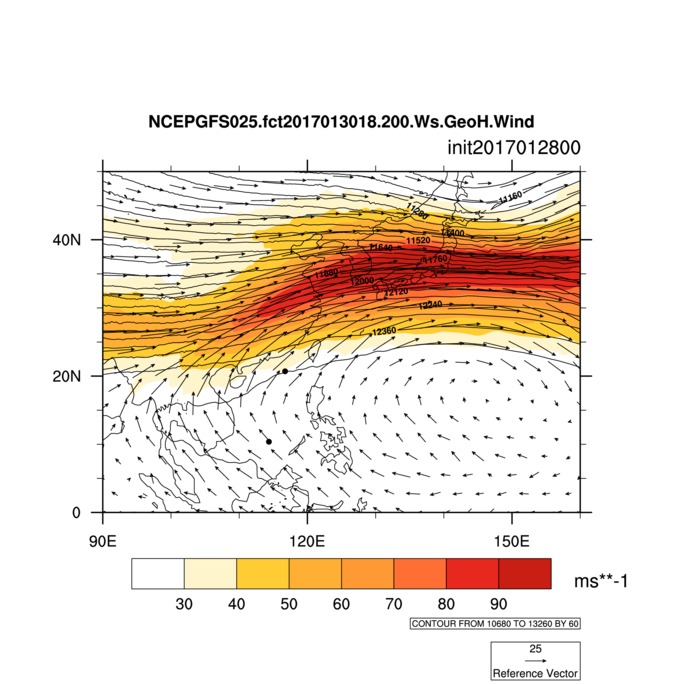 NCEPGFS025.fct2017013018.200.Ws.GeoH.Wind
init2017012800
11160
11280
11400
11520
11640
11760
11880
12000
12120
12240
12360
40N
20N
0
90E 120E 150E
ms**-1
30 40 50 60 70 80 90
CONTOUR FROM 10680 TO 13260 BY 60
25
Reference Vector